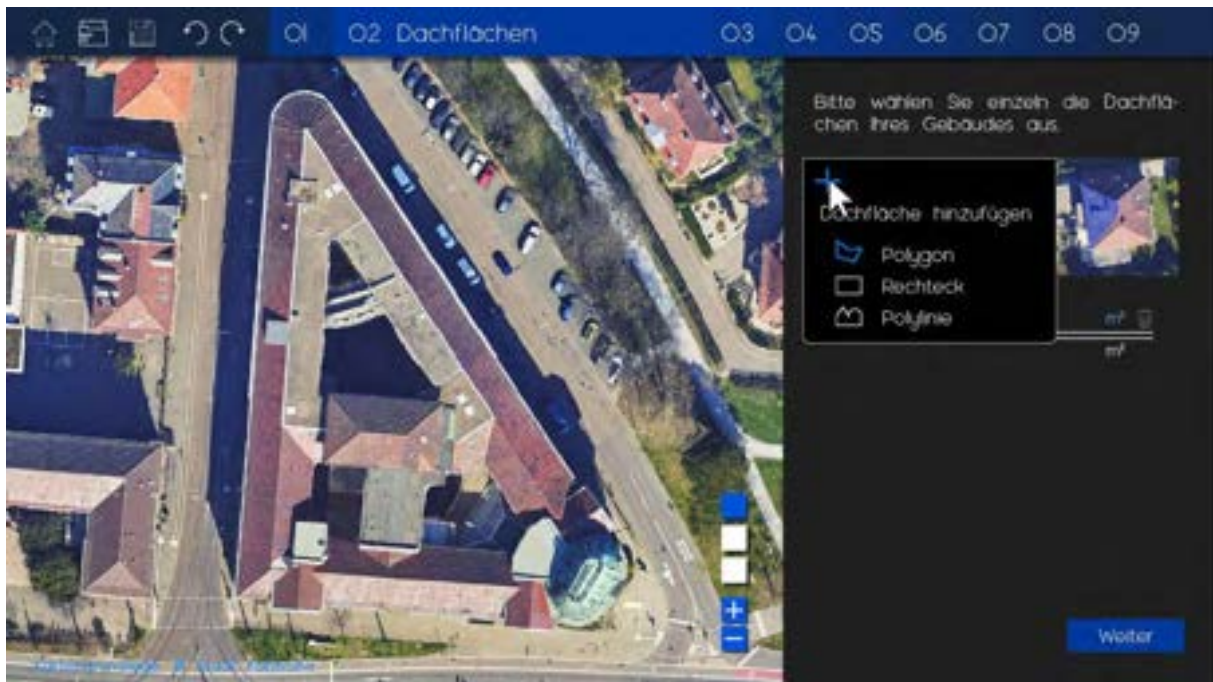 01 02 Dachflächen 03 04 05 06 07 08 09
Bitte wählen Sie einzeln die Dachflä-
chen Ihres Gebäudes aus.
Dachfläche hinzufügen
Polygon
Rechteck
Polylinie
m²
m²
+
−
Weiter